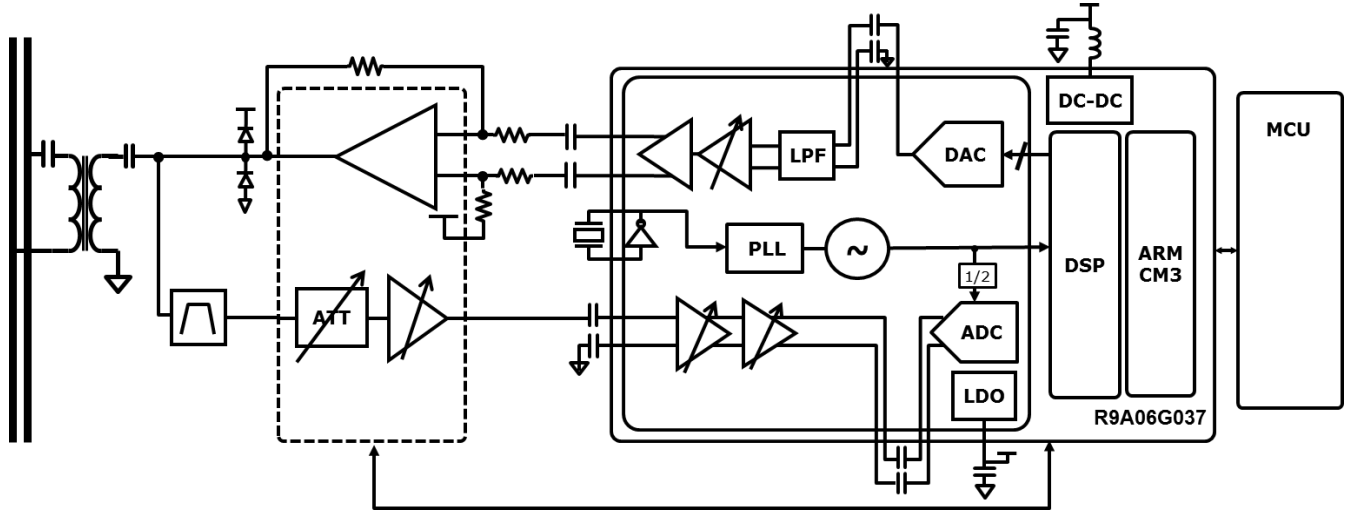 DC-DC
MCU
LPF
DAC
PLL
~
DSP
ARM
CM3
1/2
ATT
ADC
LDO
R9A06G037